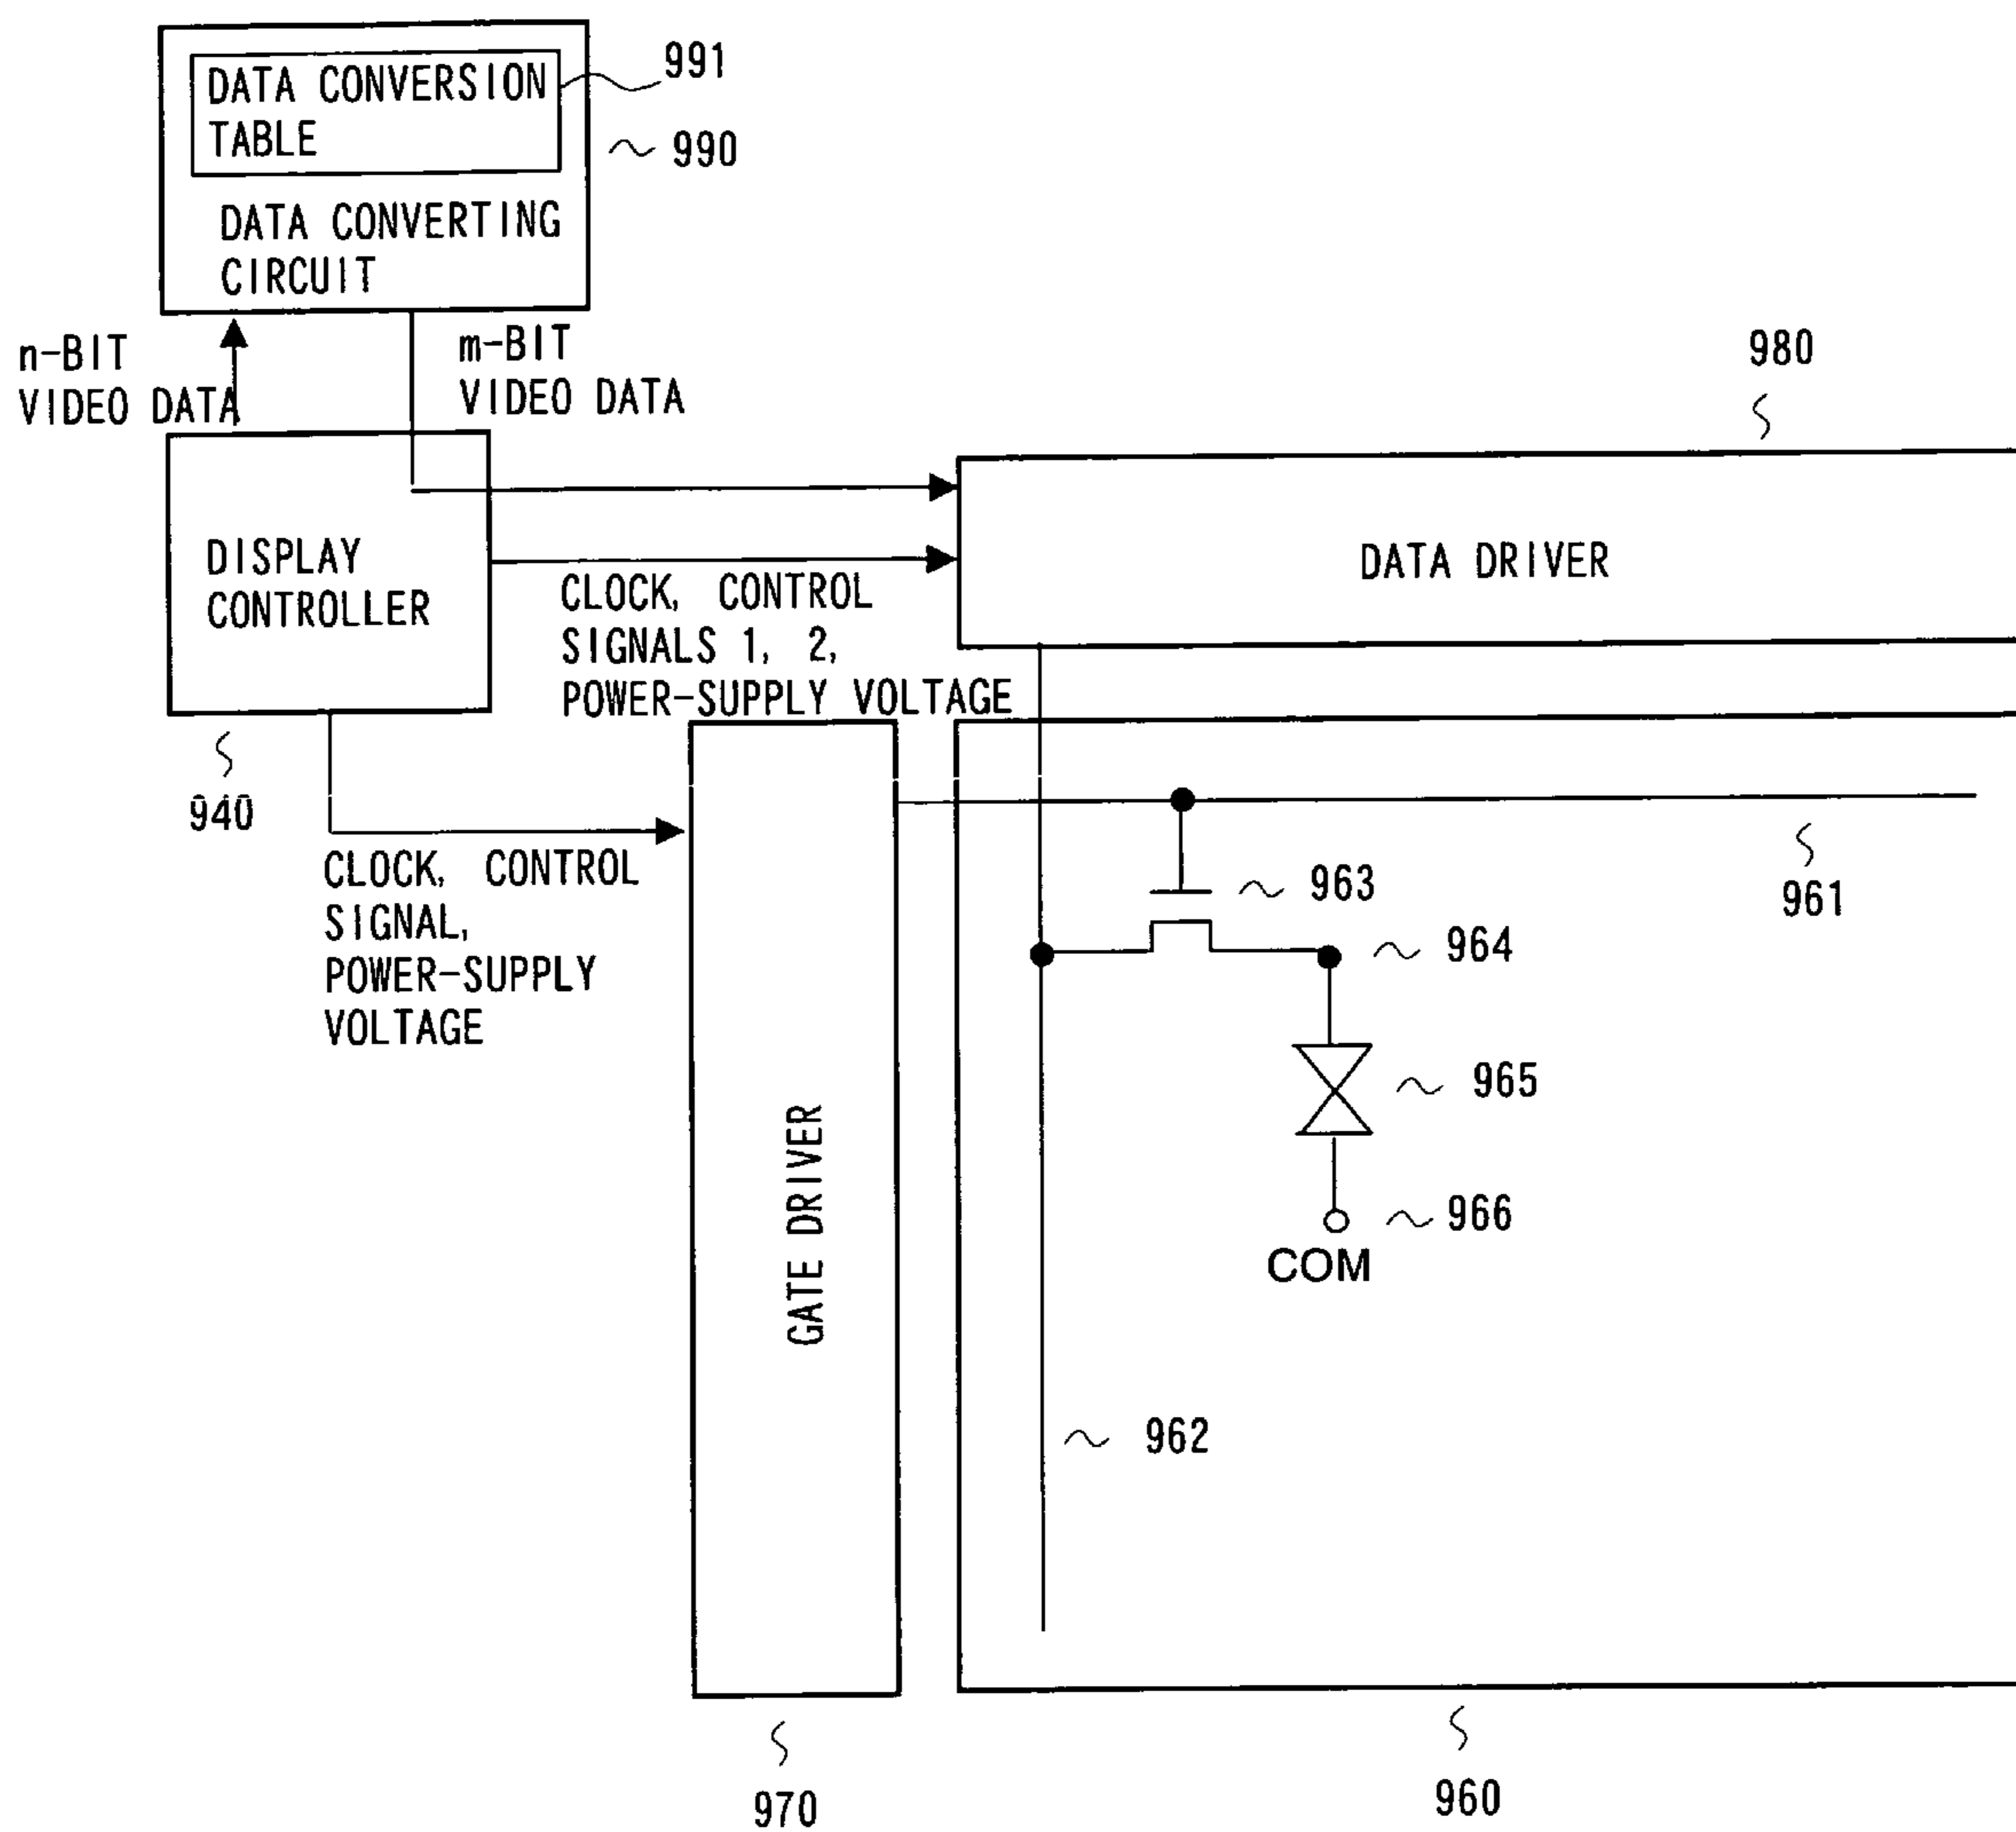 DATA CONVERSION
TABLE
991
990
DATA CONVERTING
CIRCUIT
n-BIT
VIDEO DATA
m-BIT
VIDEO DATA
980
DISPLAY
CONTROLLER
DATA DRIVER
CLOCK, CONTROL
SIGNALS 1, 2,
POWER-SUPPLY VOLTAGE
940
CLOCK, CONTROL
SIGNAL,
POWER-SUPPLY
VOLTAGE
961
963
964
965
966
COM
GATE DRIVER
962
970
960